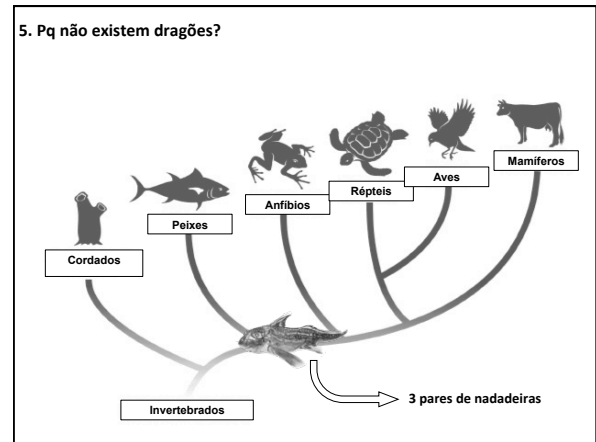 5. Pq não existem dragões?
Mamíferos
Aves
Répteis
Anfíbios
Peixes
Cordados
3 pares de nadadeiras
Invertebrados